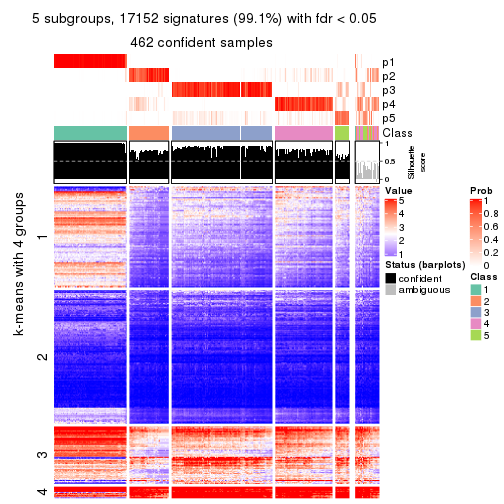 5 subgroups, 17152 signatures (99.1%) with fdr < 0.05
462 confident samples
p1
p2
p3
p4
p5
Class
1
0.5
0
Silhouette
score
k-means with 4 groups
1
2
3
4
Value
5
4
3
2
1
Status (barplots)
confident
ambiguous
Prob
1
0.8
0.6
0.4
0.2
0
Class
1
2
3
4
5